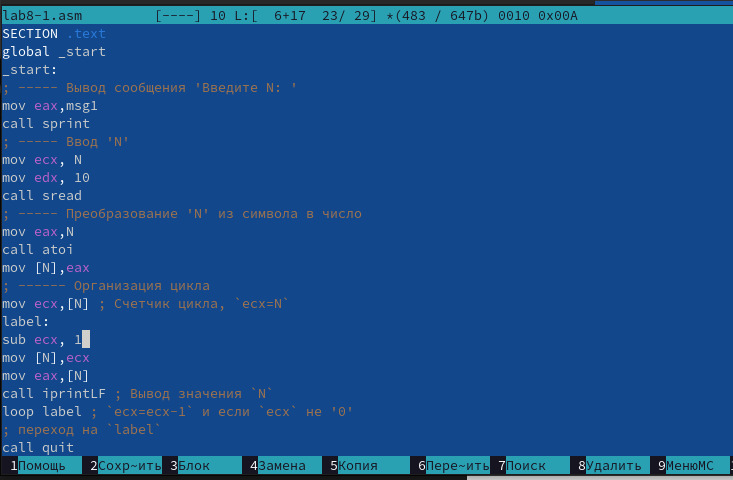 lab8-1.asm [----] 10 L:[ 6+17 23/ 29] *(483 / 647b) 0010 0x00A
SECTION .text
global _start
_start:
; ----- Вывод сообщения 'Введите N: '
mov eax,msg1
call sprint
; ----- Ввод 'N'
mov ecx, N
mov edx, 10
call sread
; ----- Преобразование 'N' из символа в число
mov eax,N
call atoi
mov [N],eax
; ------ Организация цикла
mov ecx,[N] ; Счетчик цикла, `ecx=N`
label:
sub ecx, 1
mov [N],ecx
mov eax,[N]
call iprintLF ; Вывод значения `N`
loop label ; `ecx=ecx-1` и если `ecx` не '0'
; переход на `label`
call quit
1Помощь 2Сохр~ить 3Блок 4Замена 5Копия 6Пере~ить 7Поиск 8Удалить 9МенюMC